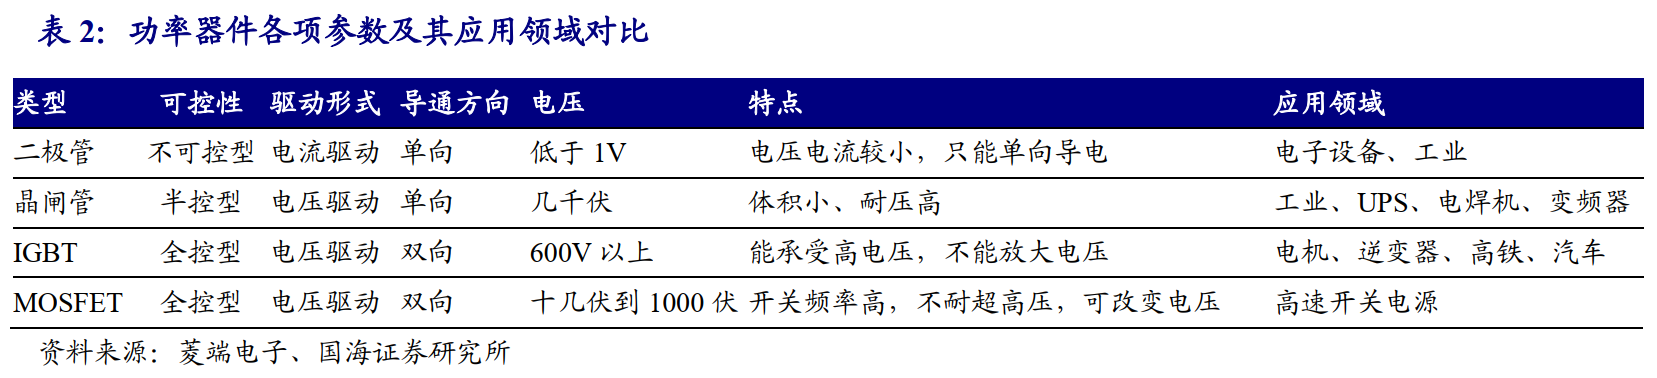 表 2：功率器件各项参数及其应用领域对比
类型 可控性 驱动形式 导通方向 电压 特点 应用领域
二极管 不可控型 电流驱动 单向 低于 1V 电压电流较小，只能单向导电 电子设备、工业
晶闸管 半控型 电压驱动 单向 几千伏 体积小、耐压高 工业、UPS、电焊机、变频器
IGBT 全控型 电压驱动 双向 600V 以上 能承受高电压，不能放大电压 电机、逆变器、高铁、汽车
MOSFET 全控型 电压驱动 双向 十几伏到 1000 伏 开关频率高，不耐超高压，可改变电压 高速开关电源
资料来源：菱端电子、国海证券研究所